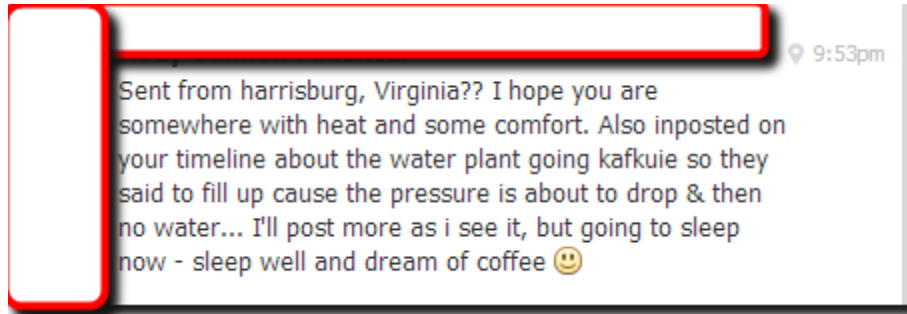 9:53pm
Sent from harrisburg, Virginia?? I hope you are
somewhere with heat and some comfort. Also inposted on
your timeline about the water plant going kafkuie so they
said to fill up cause the pressure is about to drop & then
no water... I'll post more as i see it, but going to sleep
now - sleep well and dream of coffee